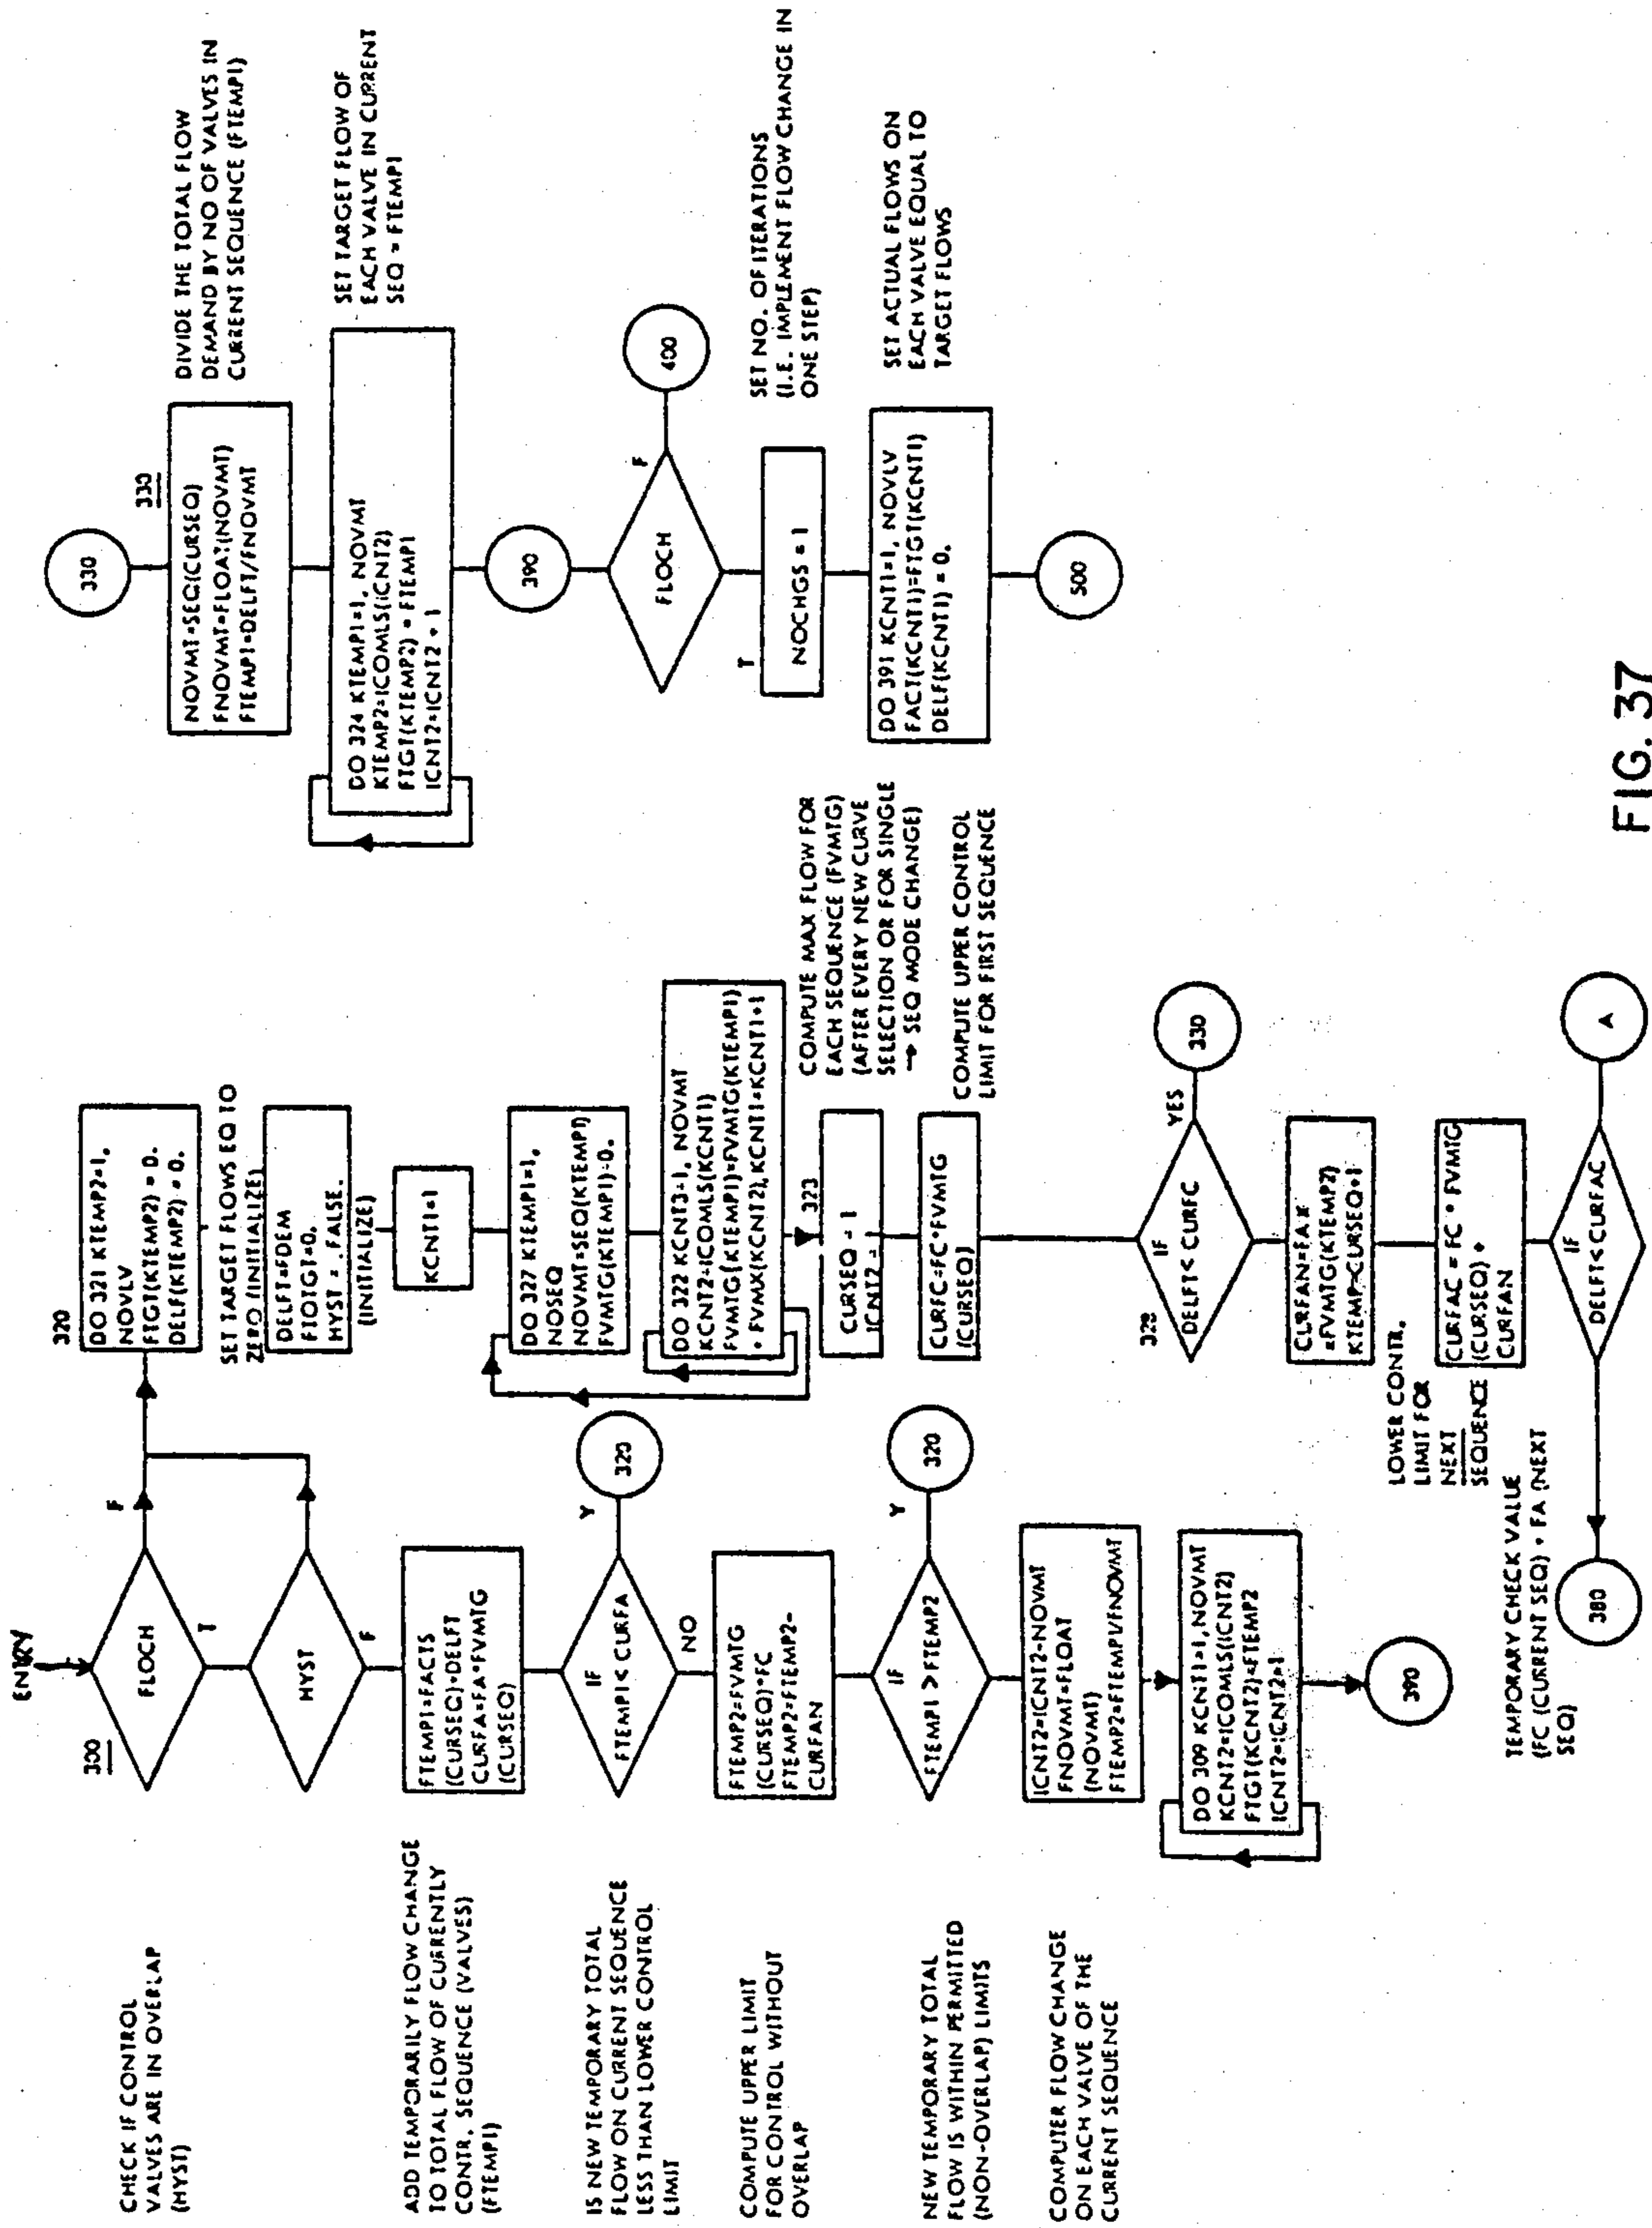 ENTRY
300
FLOCH
F
T
HYST
F
CHECK IF CONTROL
VALVES ARE IN OVERLAP
(HYST)
FTEMP1=FACTS
(CURSEQ)+DELFT
CURFA=FA*FVMTG
(CURSEQ)
ADD TEMPORARILY FLOW CHANGE
TO TOTAL FLOW OF CURRENTLY
CONTR. SEQUENCE (VALVES)
(FTEMP1)
IF
FTEMP1 < CURFA
Y
320
NO
IS NEW TEMPORARY TOTAL
FLOW ON CURRENT SEQUENCE
LESS THAN LOWER CONTROL
LIMIT
FTEMP2=FVMTG
(CURSEQ)*FC
FTEMP2=FTEMP2-
CURFAN
COMPUTE UPPER LIMIT
FOR CONTROL WITHOUT
OVERLAP
IF
FTEMP1 >FTEMP2
Y
320
NEW TEMPORARY TOTAL
FLOW IS WITHIN PERMITTED
(NON-OVERLAP) LIMITS
ICNT2=ICNT2-NOVMT
FNOVMT=FLOAT
(NOVMT)
FTEMP2=FTEMP1/FNOVMT
COMPUTER FLOW CHANGE
ON EACH VALVE OF THE
CURRENT SEQUENCE
DO 309 KCNT1=1, NOVMT
KCNT2=ICOMLS(ICNT2)
FTGT(KCNT2)=FTEMP2
ICNT2=ICNT2+1
390
320
DO 321 KTEMP2=1,
NOVLV
FTGT(KTEMP2) = 0.
DELF(KTEMP2) = 0.
SET TARGET FLOWS EQ TO
ZERO (INITIALIZE)
DELFT=FDEM
FTOTGT=0.
HYST = .FALSE.
(INITIALIZE)
KCNT1=1
DO 327 KTEMP1=1,
NOSEQ
NOVMT=SEQ(KTEMP1)
FVMTG(KTEMP1)=0.
DO 322 KCNT3=1, NOVMT
KCNT2=ICOMLS(KCNT1)
FVMTG(KTEMP1)=FVMTG(KTEMP1)
+ FVMX(KCNT2),KCNT1=KCNT1+1
COMPUTE MAX FLOW FOR
EACH SEQUENCE (FVMTG)
(AFTER EVERY NEW CURVE
SELECTION OR FOR SINGLE
→ SEQ MODE CHANGE)
323
CURSEQ = 1
ICNT2 = 1
CURFC=FC*FVMTG
(CURSEQ)
COMPUTE UPPER CONTROL
LIMIT FOR FIRST SEQUENCE
328
IF
DELFT< CURFC
YES
330
CURFAN=FA x
=FVMTG(KTEMP2)
KTEMP=CURSEQ+1
LOWER CONTR.
LIMIT FOR
NEXT
SEQUENCE
CURFAC = FC * FVMTG
(CURSEQ) +
CURFAN
TEMPORARY CHECK VALUE
(FC (CURRENT SEQ) + FA (NEXT
SEQ)
IF
DELFT<CURFAC
A
380
330
330
NOVMT=SEQ(CURSEQ)
FNOVMT=FLOAT(NOVMT)
FTEMP1=DELFT/FNOVMT
DIVIDE THE TOTAL FLOW
DEMAND BY NO OF VALVES IN
CURRENT SEQUENCE (FTEMP1)
DO 324 KTEMP1=1, NOVMT
KTEMP2=ICOMLS(ICNT2)
FTGT(KTEMP2) = FTEMP1
ICNT2=ICNT2 + 1
SET TARGET FLOW OF
EACH VALVE IN CURRENT
SEQ = FTEMP1
390
FLOCH
F
400
T
NOCHGS = 1
SET NO. OF ITERATIONS
(I.E. IMPLEMENT FLOW CHANGE IN
ONE STEP)
DO 391 KCNT1=1, NOVLV
FACT(KCNT1)=FTGT(KCNT1)
DELF(KCNT1) = 0.
SET ACTUAL FLOWS ON
EACH VALVE EQUAL TO
TARGET FLOWS
500
FIG. 37